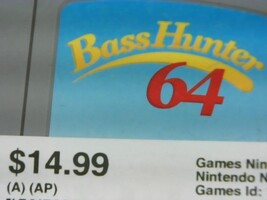 Bass Hunter
64
$14.99
(A) (AP)
Games Nin
Nintendo N
Games Id: